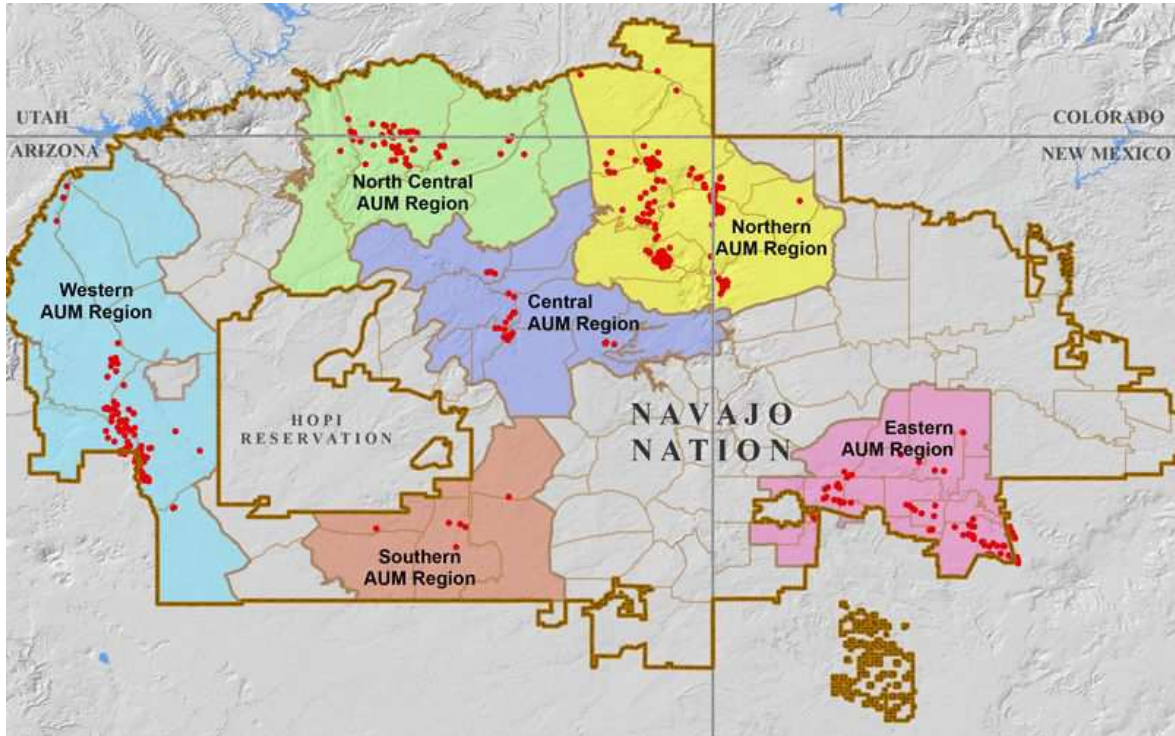 UTAH
ARIZONA
COLORADO
NEW MEXICO
North Central
AUM Region
Northern
AUM Region
Western
AUM Region
Central
AUM Region
HOPI
RESERVATION
NAVAJO
NATION
Eastern
AUM Region
Southern
AUM Region